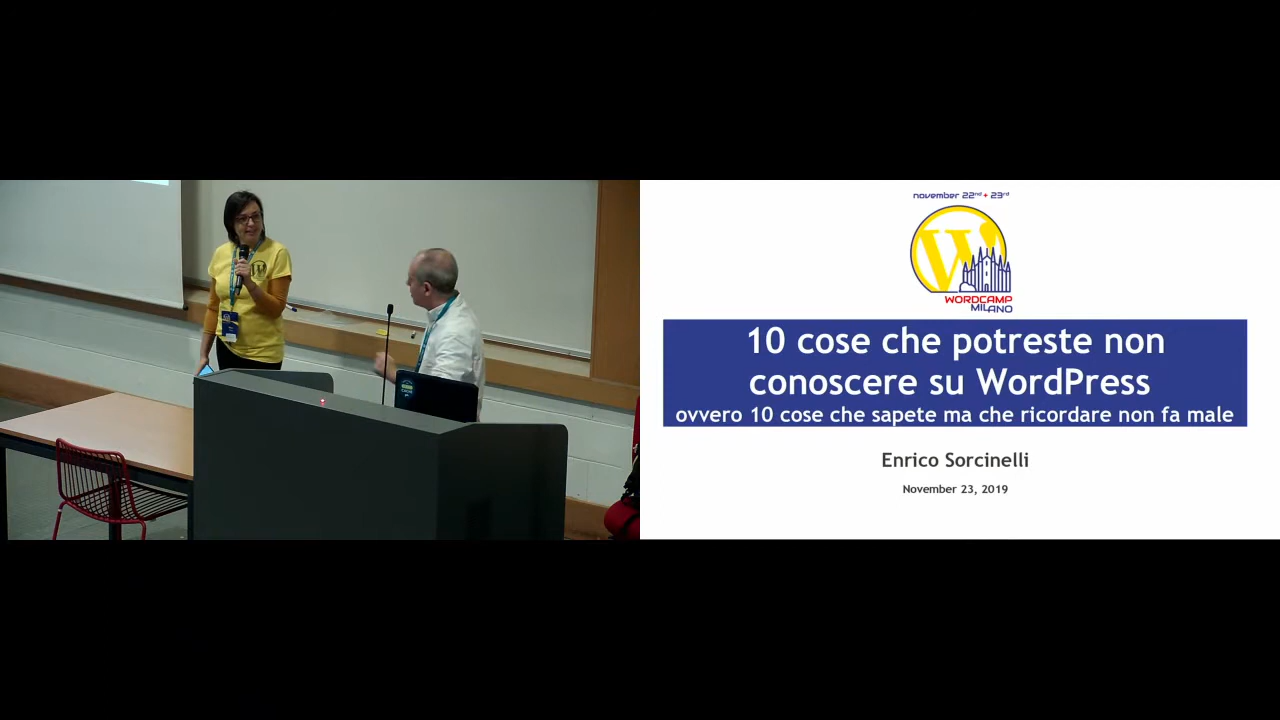 november 22nd + 23rd
WORDCAMP
MILANO
10 cose che potreste non
conoscere su WordPress
ovvero 10 cose che sapete ma che ricordare non fa male
Enrico Sorcinelli
November 23, 2019